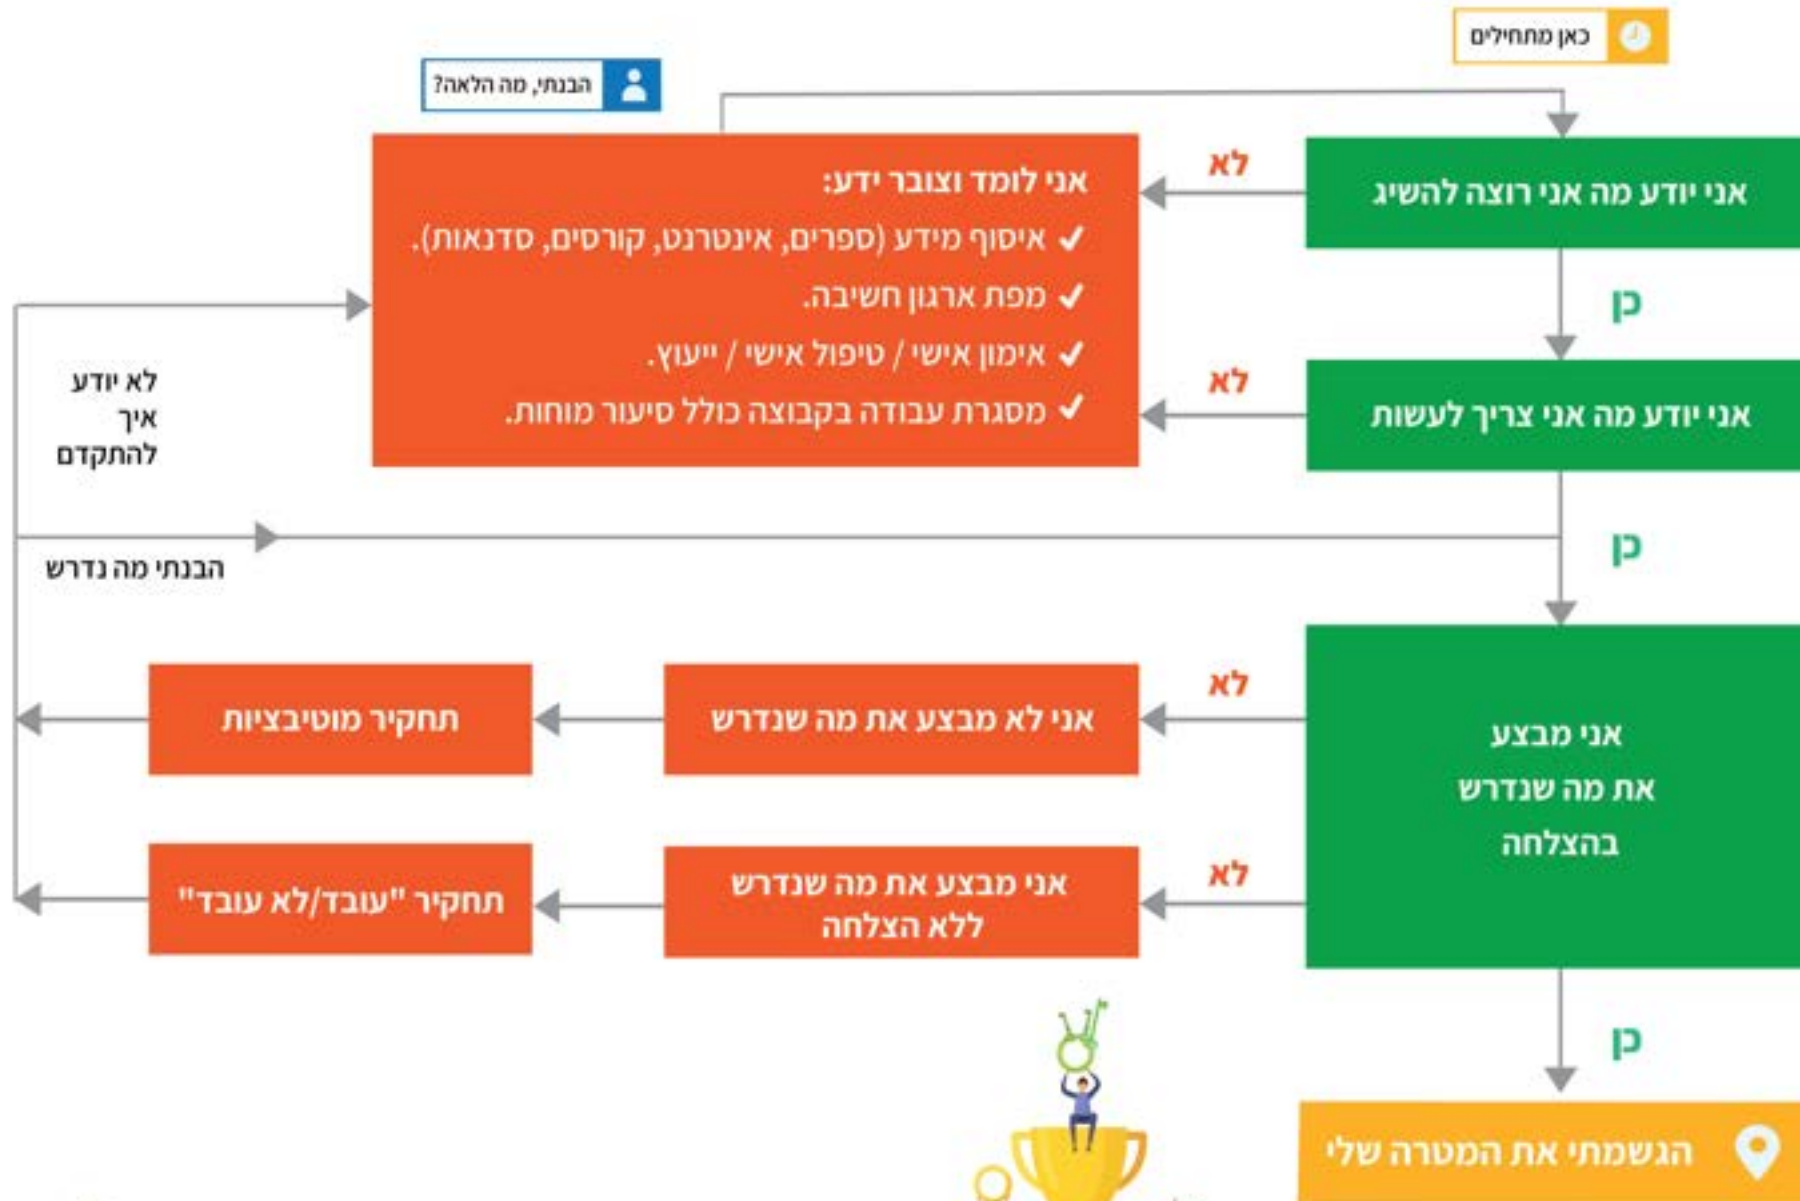 כאן מתחילים
הבנתי, מה הלאה?
אני יודע מה אני רוצה להשיג
לא
אני לומד וצובר ידע:
✓ איסוף מידע (ספרים, אינטרנט, קורסים, סדנאות).
✓ מפת ארגון חשיבה.
✓ אימון אישי / טיפול אישי / ייעוץ.
✓ מסגרת עבודה בקבוצה כולל סיעור מוחות.
כן
אני יודע מה אני צריך לעשות
לא
לא יודע
איך
להתקדם
כן
הבנתי מה נדרש
אני מבצע
את מה שנדרש
בהצלחה
לא
אני לא מבצע את מה שנדרש
תחקיר מוטיבציות
לא
אני מבצע את מה שנדרש
ללא הצלחה
תחקיר "עובד/לא עובד"
כן
הגשמתי את המטרה שלי